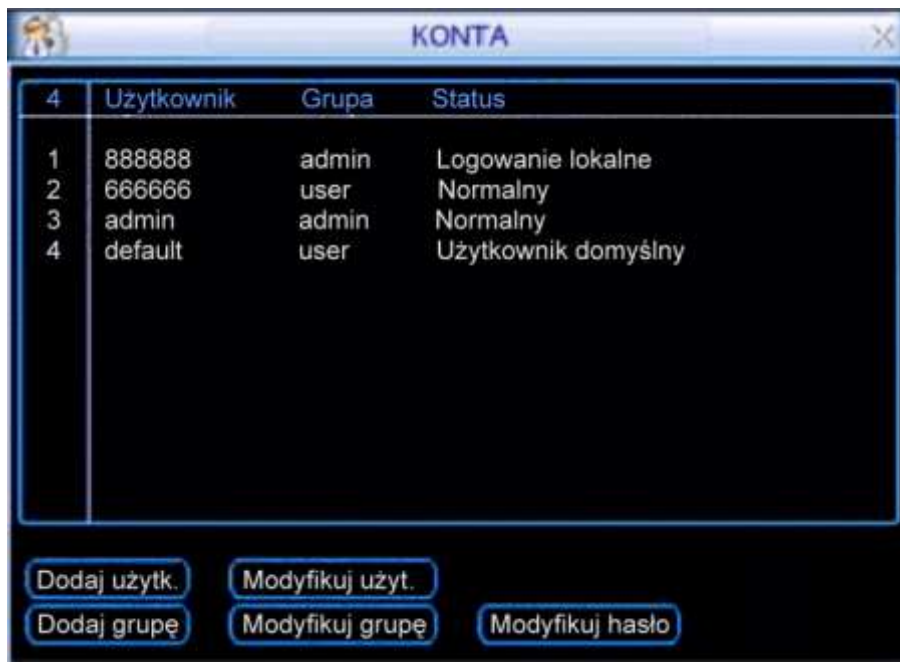 KONTA
4 Użytkownik Grupa Status
1 888888 admin Logowanie lokalne
2 666666 user Normalny
3 admin admin Normalny
4 default user Użytkownik domyślny
Dodaj użytk. Modyfikuj użyt.
Dodaj grupę Modyfikuj grupę Modyfikuj hasło